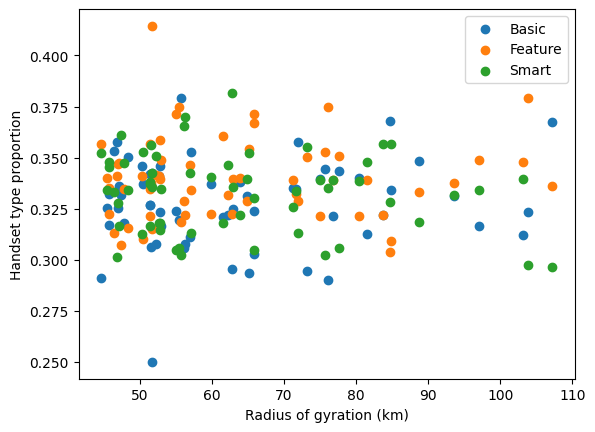 Basic
Feature
Smart
Handset type proportion
0.400
0.375
0.350
0.325
0.300
0.275
0.250
50 60 70 80 90 100 110
Radius of gyration (km)